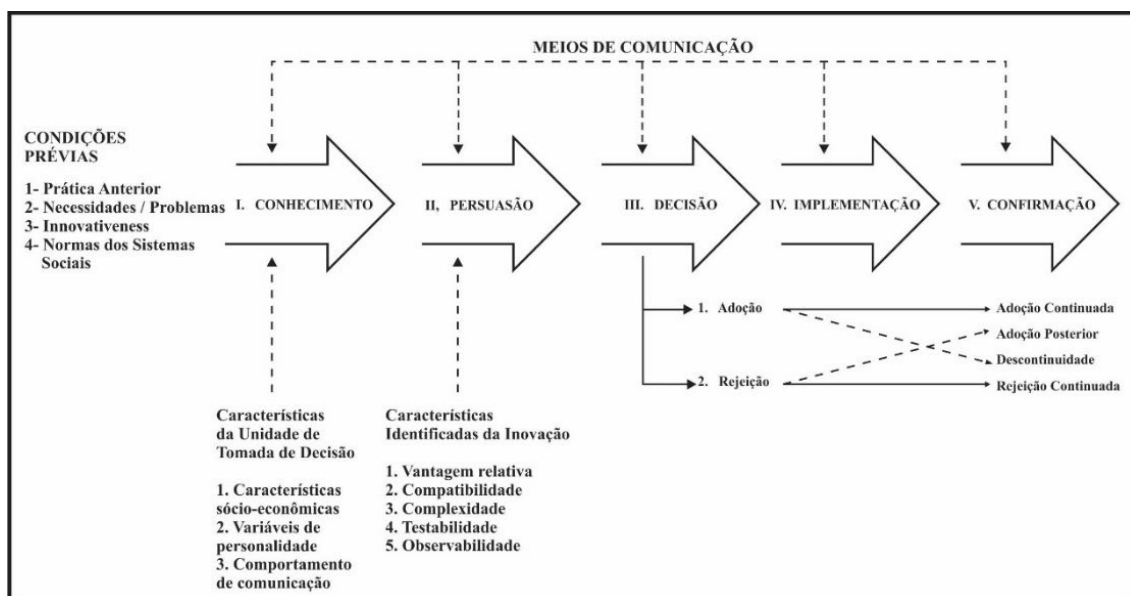 MEIOS DE COMUNICAÇÃO
CONDIÇÕES
PRÉVIAS
1- Prática Anterior
2- Necessidades / Problemas
3- Innovativeness
4- Normas dos Sistemas
Sociais
I. CONHECIMENTO
II, PERSUASÃO
III. DECISÃO
IV. IMPLEMENTAÇÃO
V. CONFIRMAÇÃO
1. Adoção
2. Rejeição
Adoção Continuada
Adoção Posterior
Descontinuidade
Rejeição Continuada
Características
da Unidade de
Tomada de Decisão
1. Características
sócio-econômicas
2. Variáveis de
personalidade
3. Comportamento
de comunicação
Características
Identificadas da Inovação
1. Vantagem relativa
2. Compatibilidade
3. Complexidade
4. Testabilidade
5. Observabilidade